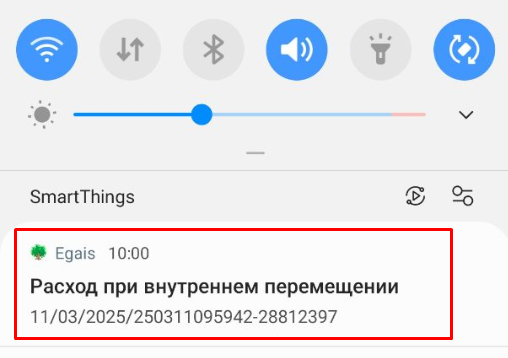 SmartThings
Egais 10:00
Расход при внутреннем перемещении
11/03/2025/250311095942-28812397